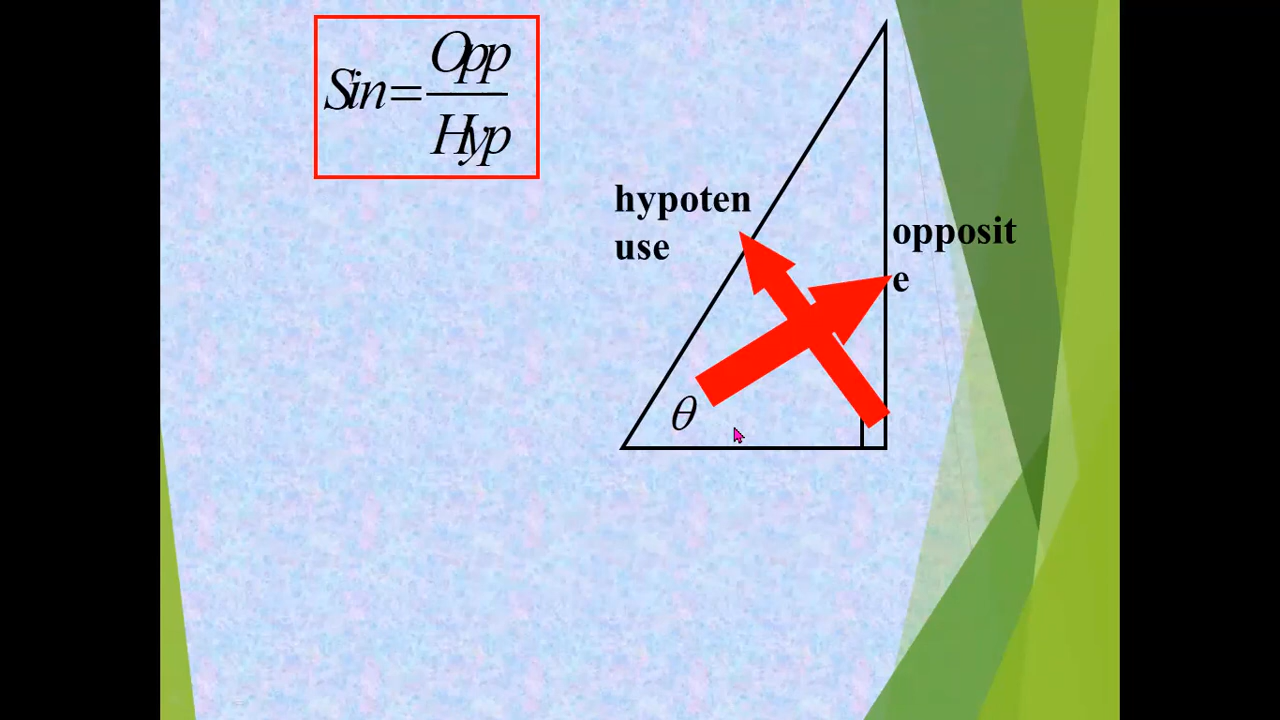 Sin = Opp / Hyp
hypoten
use
opposit
e
θ